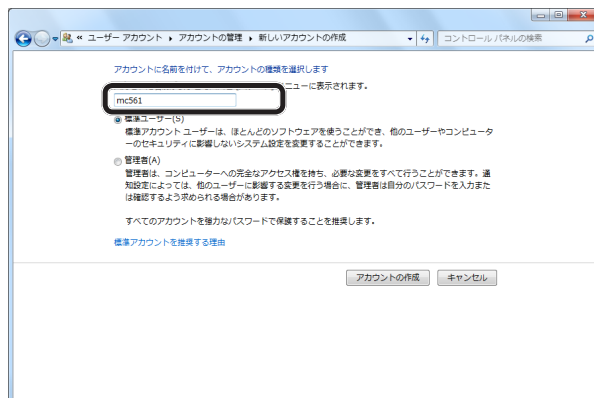 « ユーザー アカウント ▸ アカウントの管理 ▸ 新しいアカウントの作成
コントロール パネルの検索
アカウントに名前を付けて、アカウントの種類を選択します
ニューに表示されます。
mc561
標準ユーザー(S)
標準アカウント ユーザーは、ほとんどのソフトウェアを使うことができ、他のユーザーやコンピュータ
ーのセキュリティに影響しないシステム設定を変更することができます。
管理者(A)
管理者は、コンピューターへの完全なアクセス権を持ち、必要な変更をすべて行うことができます。通
知設定によっては、他のユーザーに影響する変更を行う場合に、管理者は自分のパスワードを入力また
は確認するよう求められる場合があります。
すべてのアカウントを強力なパスワードで保護することを推奨します。
標準アカウントを推奨する理由
アカウントの作成
キャンセル